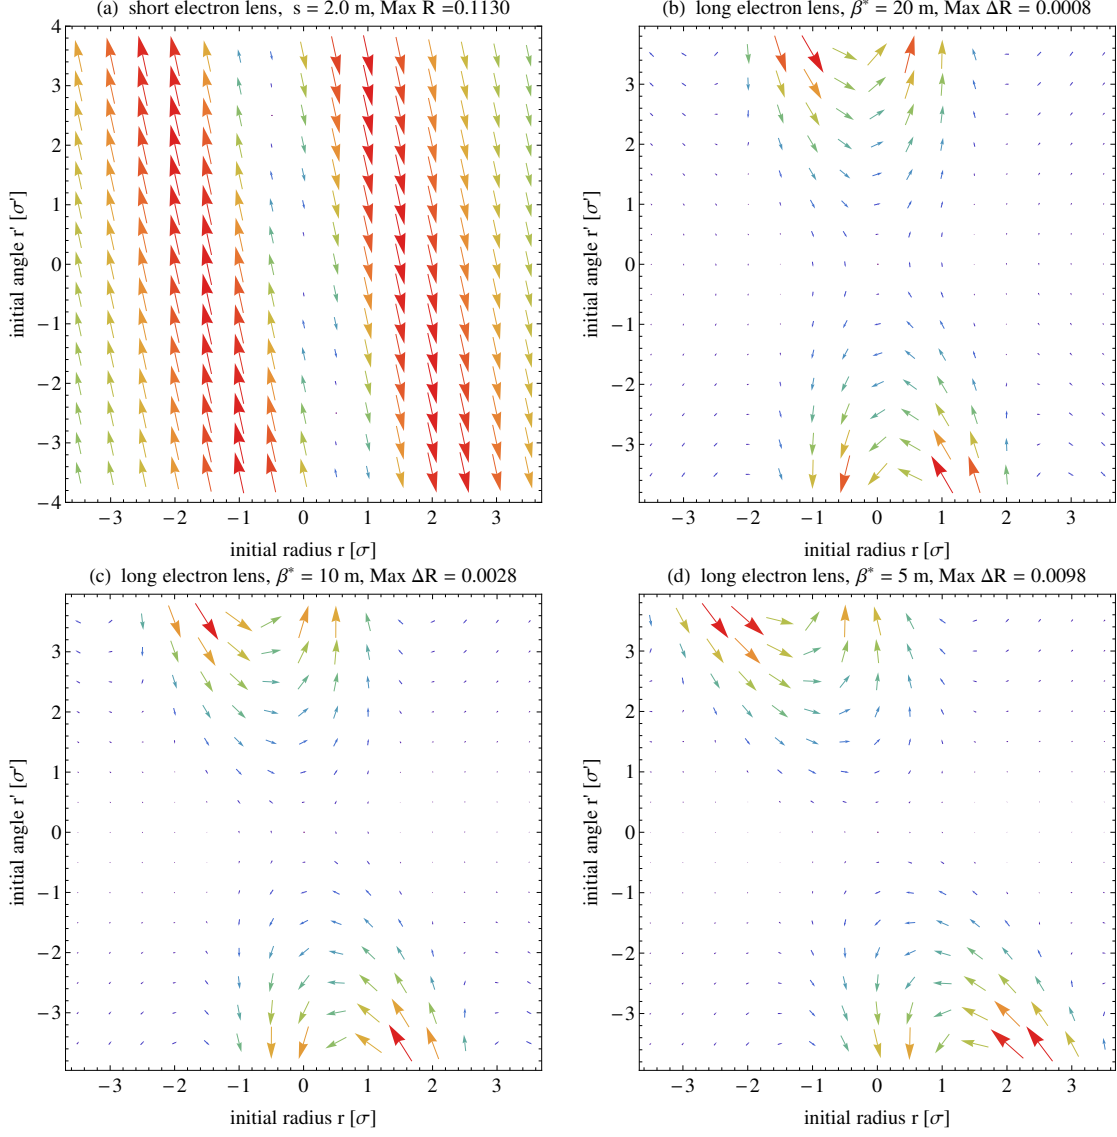 (a) short electron lens, s = 2.0 m, Max R =0.1130
4
3
2
1
0
−1
−2
−3
−4
initial angle r' [σ']
−3 −2 −1 0 1 2 3
initial radius r [σ]
(b) long electron lens, β* = 20 m, Max ΔR = 0.0008
3
2
1
0
−1
−2
−3
initial angle r' [σ']
−3 −2 −1 0 1 2 3
initial radius r [σ]
(c) long electron lens, β* = 10 m, Max ΔR = 0.0028
3
2
1
0
−1
−2
−3
initial angle r' [σ']
−3 −2 −1 0 1 2 3
initial radius r [σ]
(d) long electron lens, β* = 5 m, Max ΔR = 0.0098
3
2
1
0
−1
−2
−3
initial angle r' [σ']
−3 −2 −1 0 1 2 3
initial radius r [σ]